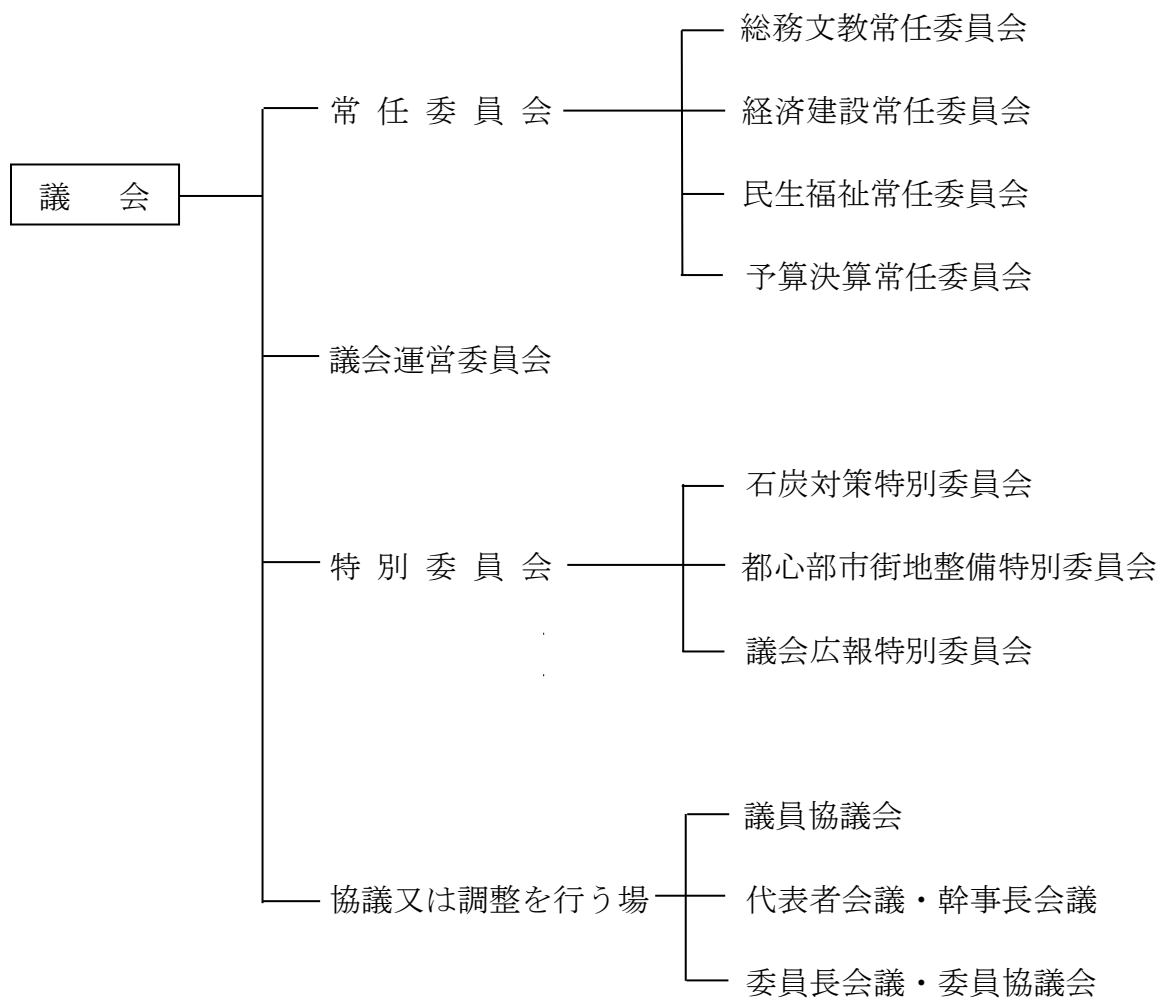 総務文教常任委員会
常任委員会
経済建設常任委員会
議会
民生福祉常任委員会
予算決算常任委員会
議会運営委員会
石炭対策特別委員会
特別委員会
都心部市街地整備特別委員会
議会広報特別委員会
議員協議会
協議又は調整を行う場
代表者会議・幹事長会議
委員長会議・委員協議会